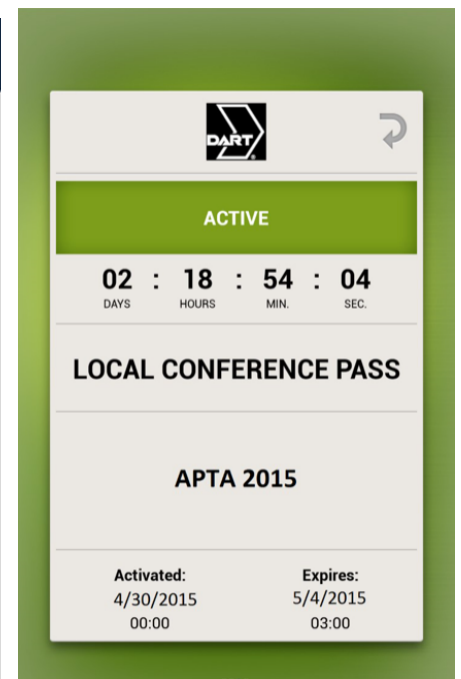 DART
ACTIVE
02 : 18 : 54 : 04
DAYS HOURS MIN. SEC.
LOCAL CONFERENCE PASS
APTA 2015
Activated: Expires:
4/30/2015 5/4/2015
00:00 03:00